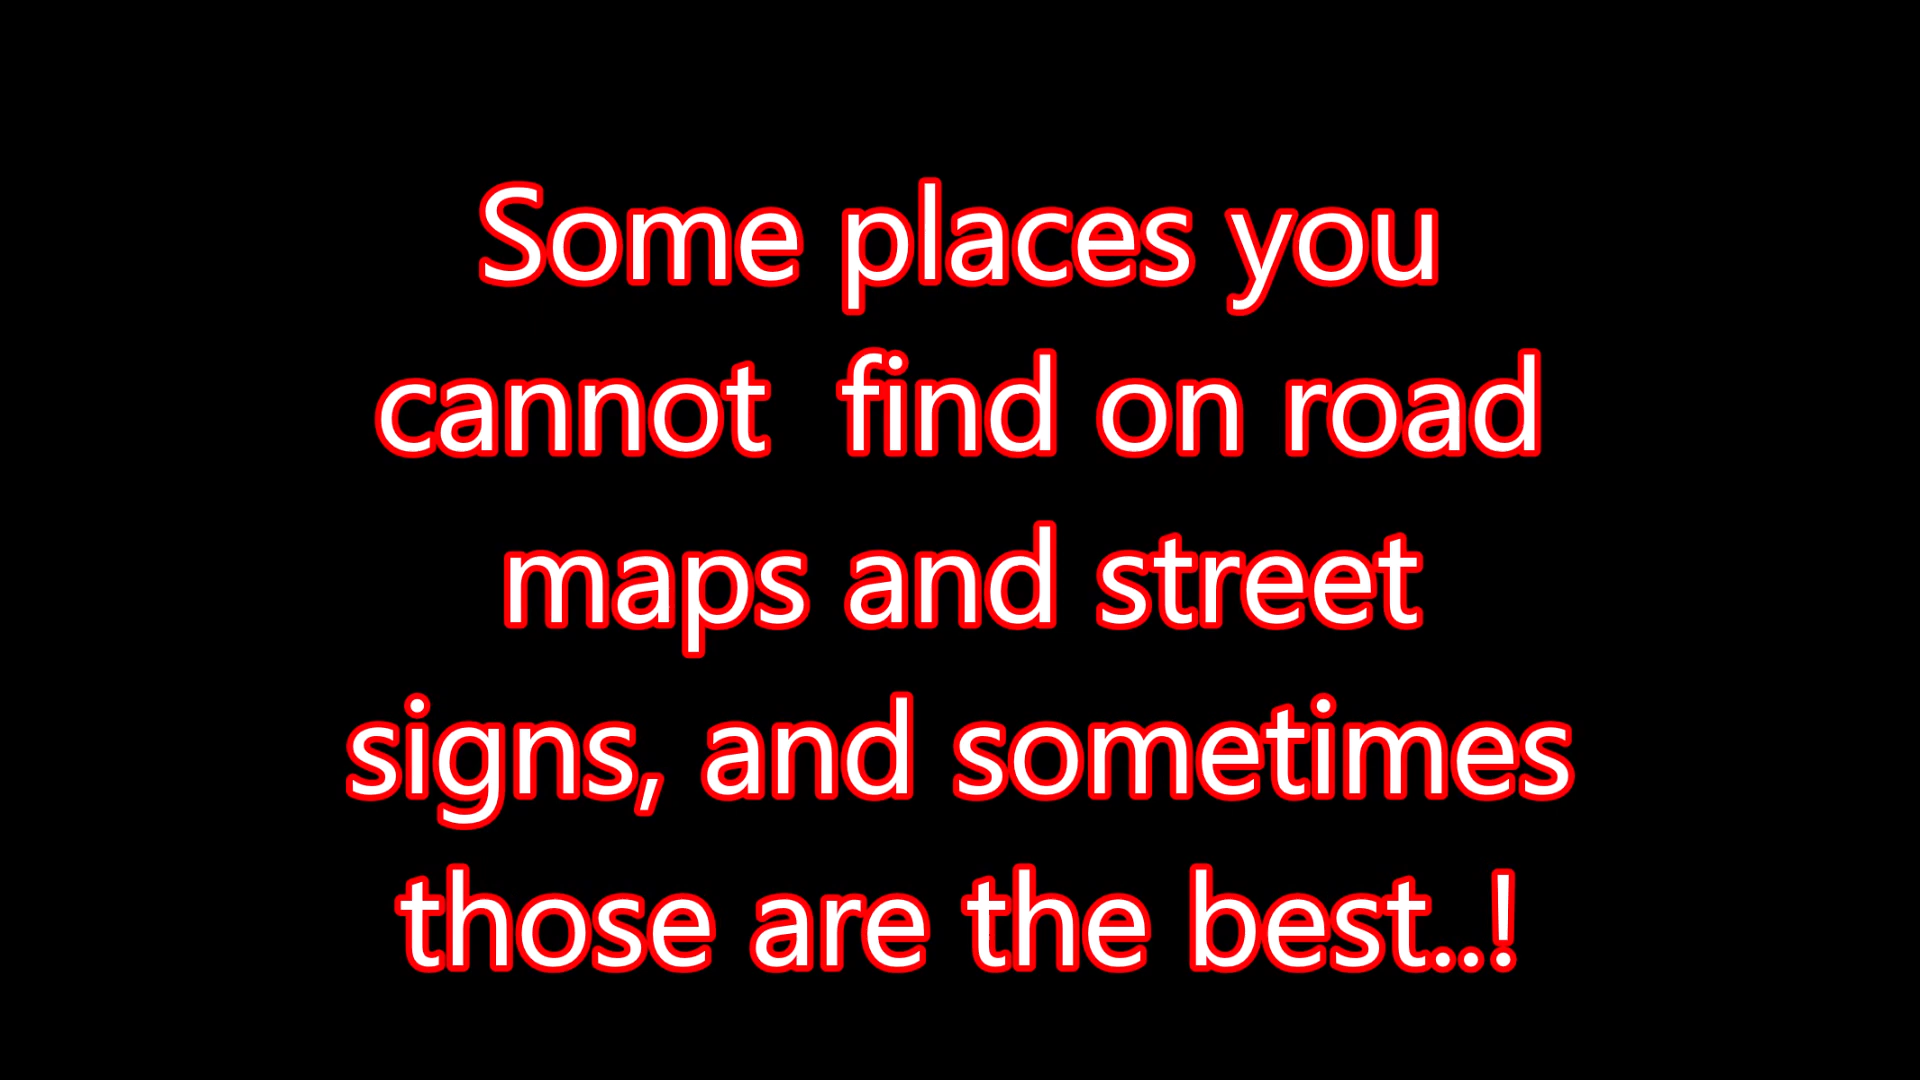 Some places you
cannot  find on road
maps and street
signs, and sometimes
those are the best..!